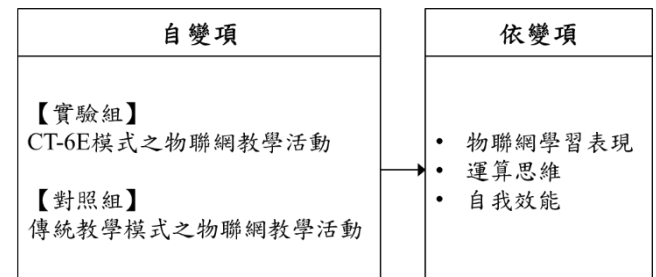 自變項
【實驗組】
CT-6E模式之物聯網教學活動
【對照組】
傳統教學模式之物聯網教學活動
依變項
• 物聯網學習表現
• 運算思維
• 自我效能